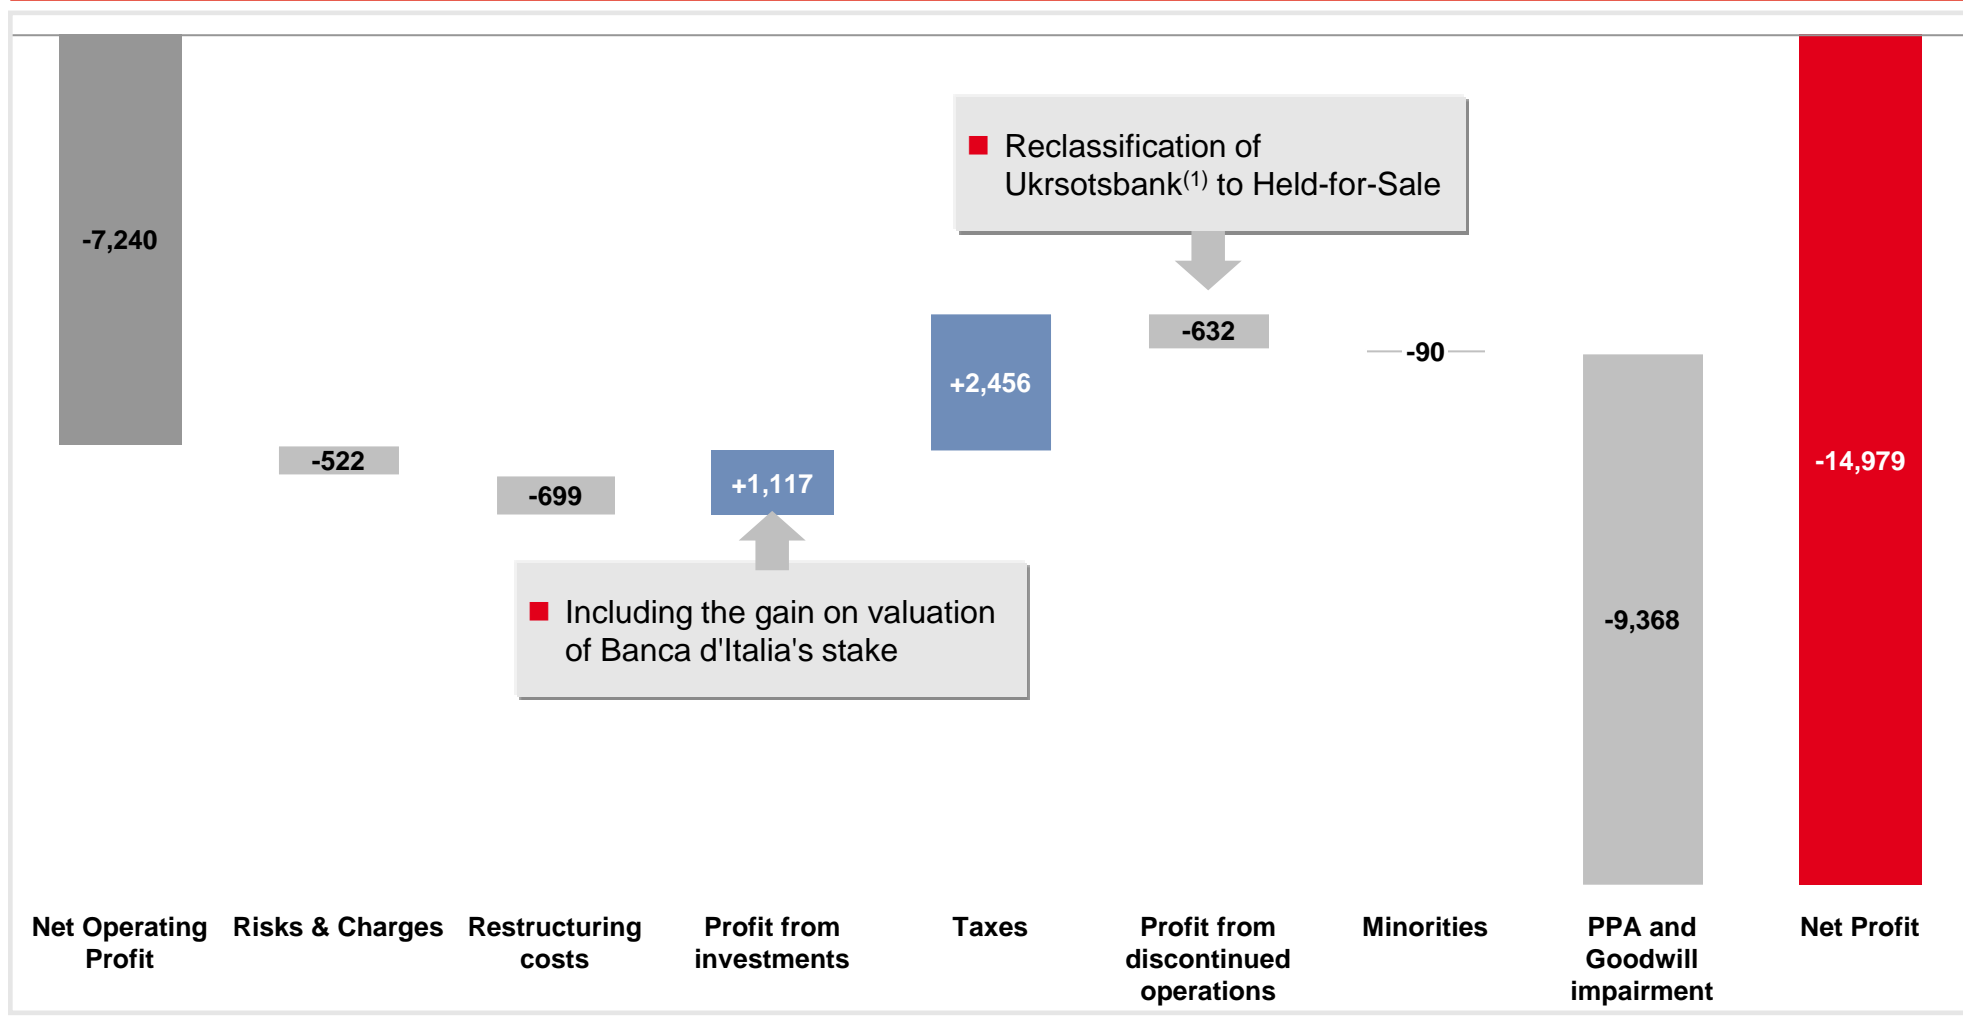 Reclassification of
Ukrsotsbank(1) to Held-for-Sale
-7,240
-522
-699
+1,117
+2,456
-632
-90
-9,368
-14,979
Including the gain on valuation
of Banca d'Italia's stake
Net Operating
Profit
Risks & Charges
Restructuring
costs
Profit from
investments
Taxes
Profit from
discontinued
operations
Minorities
PPA and
Goodwill
impairment
Net Profit